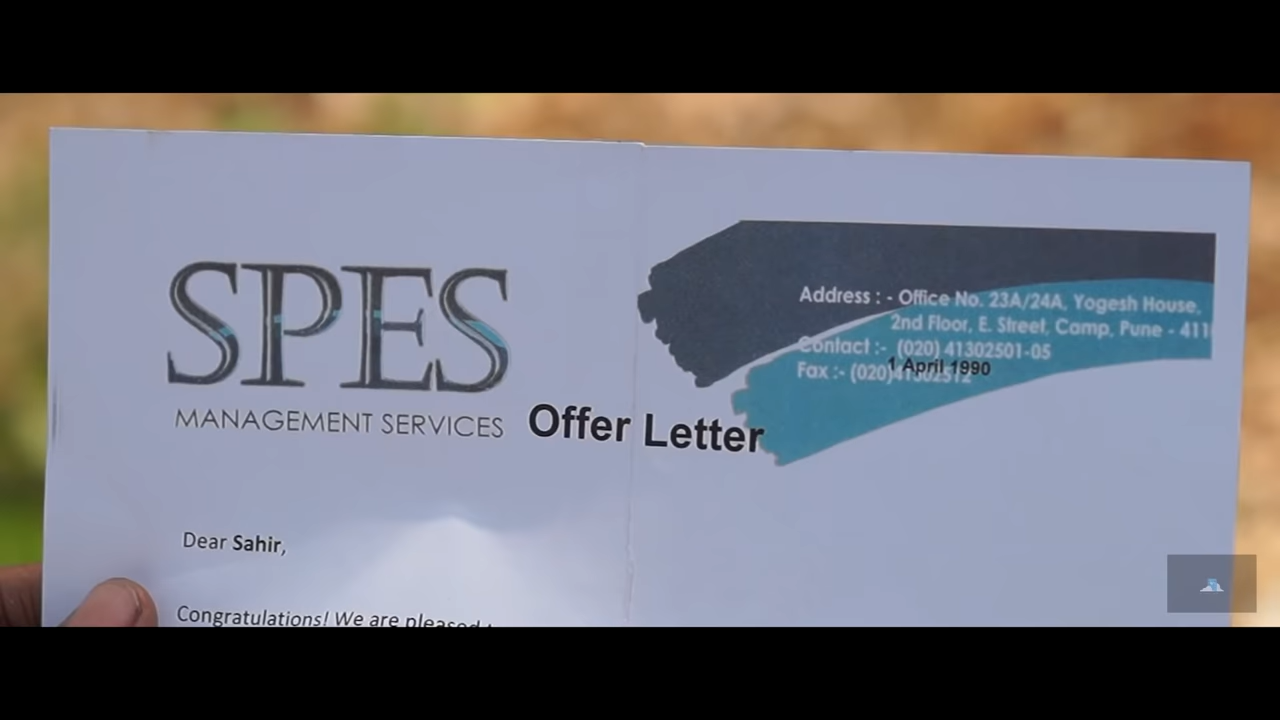 SPES
MANAGEMENT SERVICES
Offer Letter
Address : - Office No. 23A/24A, Yogesh House,
2nd Floor, E. Street, Camp, Pune - 411
Contact :- (020) 41302501-05
Fax :- (020)41302512
1 April 1990
Dear Sahir,
Congratulations! We are pleased